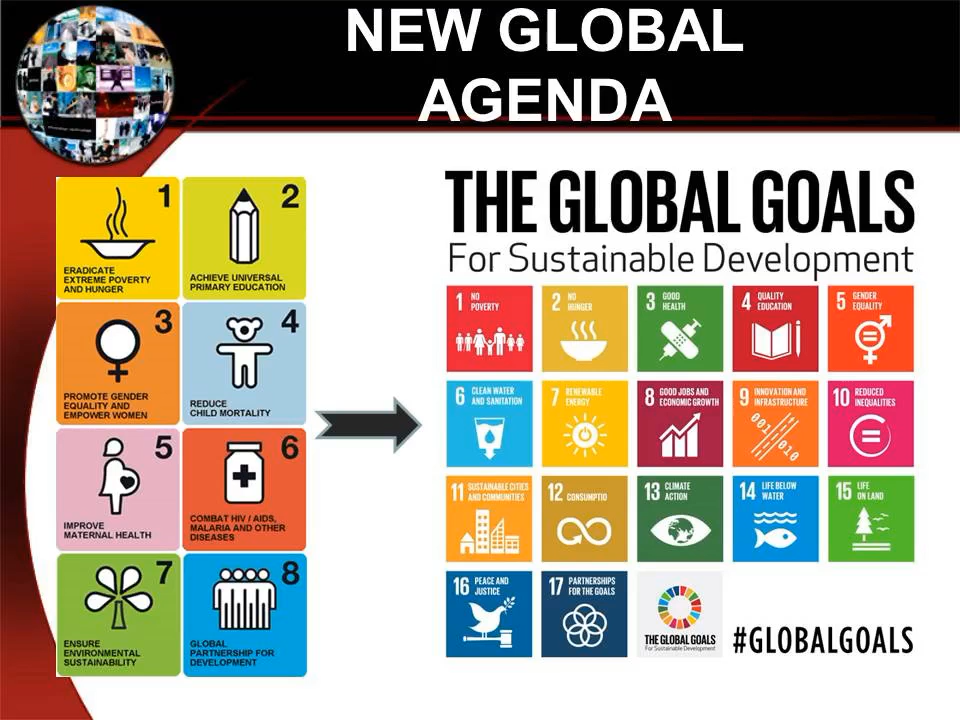 NEW GLOBAL
AGENDA
1
ERADICATE
EXTREME POVERTY
AND HUNGER
2
ACHIEVE UNIVERSAL
PRIMARY EDUCATION
3
PROMOTE GENDER
EQUALITY AND
EMPOWER WOMEN
4
REDUCE
CHILD MORTALITY
5
IMPROVE
MATERNAL HEALTH
6
COMBAT HIV / AIDS,
MALARIA AND OTHER
DISEASES
7
ENSURE
ENVIRONMENTAL
SUSTAINABILITY
8
GLOBAL
PARTNERSHIP FOR
DEVELOPMENT
THE GLOBAL GOALS
For Sustainable Development
1 NO
POVERTY
2 NO
HUNGER
3 GOOD
HEALTH
4 QUALITY
EDUCATION
5 GENDER
EQUALITY
6 CLEAN WATER
AND SANITATION
7 RENEWABLE
ENERGY
8 GOOD JOBS AND
ECONOMIC GROWTH
9 INNOVATION AND
INFRASTRUCTURE
001
010
10 REDUCED
INEQUALITIES
11 SUSTAINABLE CITIES
AND COMMUNITIES
12 CONSUMPTIO
13 CLIMATE
ACTION
14 LIFE BELOW
WATER
15 LIFE
ON LAND
16 PEACE AND
JUSTICE
17 PARTNERSHIPS
FOR THE GOALS
THE GLOBAL GOALS
For Sustainable Development
#GLOBALGOALS